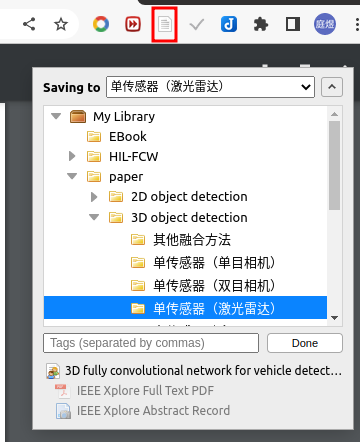 庭煜
Saving to 单传感器（激光雷达）
My Library
EBook
HIL-FCW
paper
2D object detection
3D object detection
其他融合方法
单传感器（单目相机）
单传感器（双目相机）
单传感器（激光雷达）
Tags (separated by commas) Done
3D fully convolutional network for vehicle detect...
IEEE Xplore Full Text PDF
IEEE Xplore Abstract Record